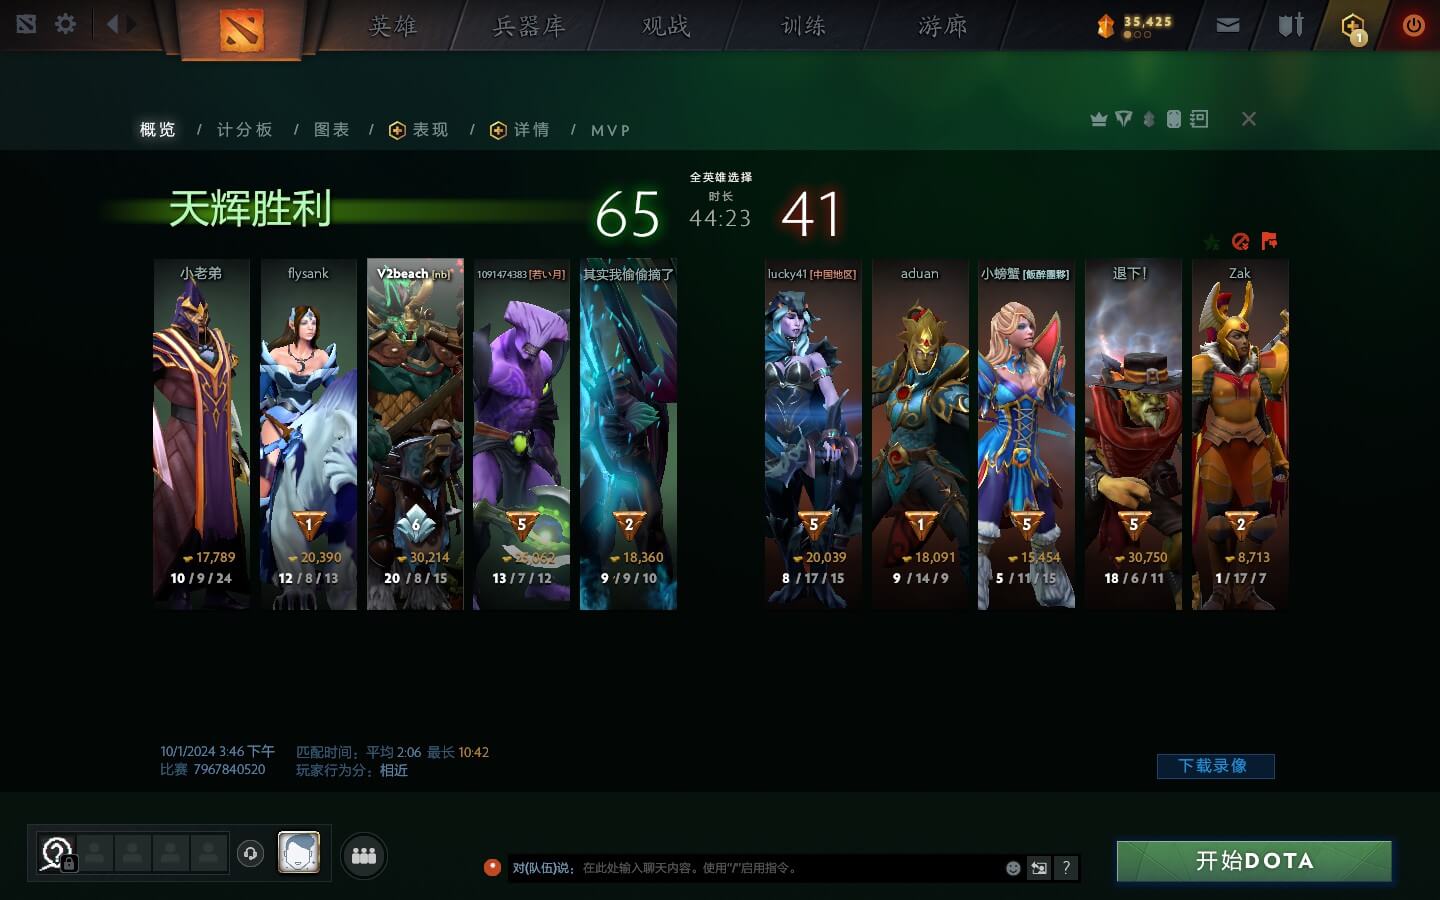 英雄 兵器库 观战 训练 游廊 35,425
1
概览 / 计分板 / 图表 / 表现 / 详情 / MVP
天辉胜利 65 全英雄选择 41
时长
44:23
小老弟 flysank V2beach [nb] 1091474383 [苦い月] 其实我偷偷摘了 lucky41 [中国地区] aduan 小螃蟹 退下! Zak
1 6 5 2 5 1 5 5 2
17,789 20,390 30,214 25,062 18,360 20,039 18,091 15,454 30,750 8,713
10 / 9 / 24 12 / 8 / 13 20 / 8 / 15 13 / 7 / 12 9 / 9 / 10 8 / 17 / 15 9 / 14 / 9 5 / 11 / 15 18 / 6 / 11 1 / 17 / 7
10/1/2024 3:46 下午 匹配时间：平均 2:06 最长 10:42
比赛 7967840520 玩家行为分：相近
下载录像
对(队伍)说： 在此处输入聊天内容。使用“/”启用指令。 ?
开始DOTA